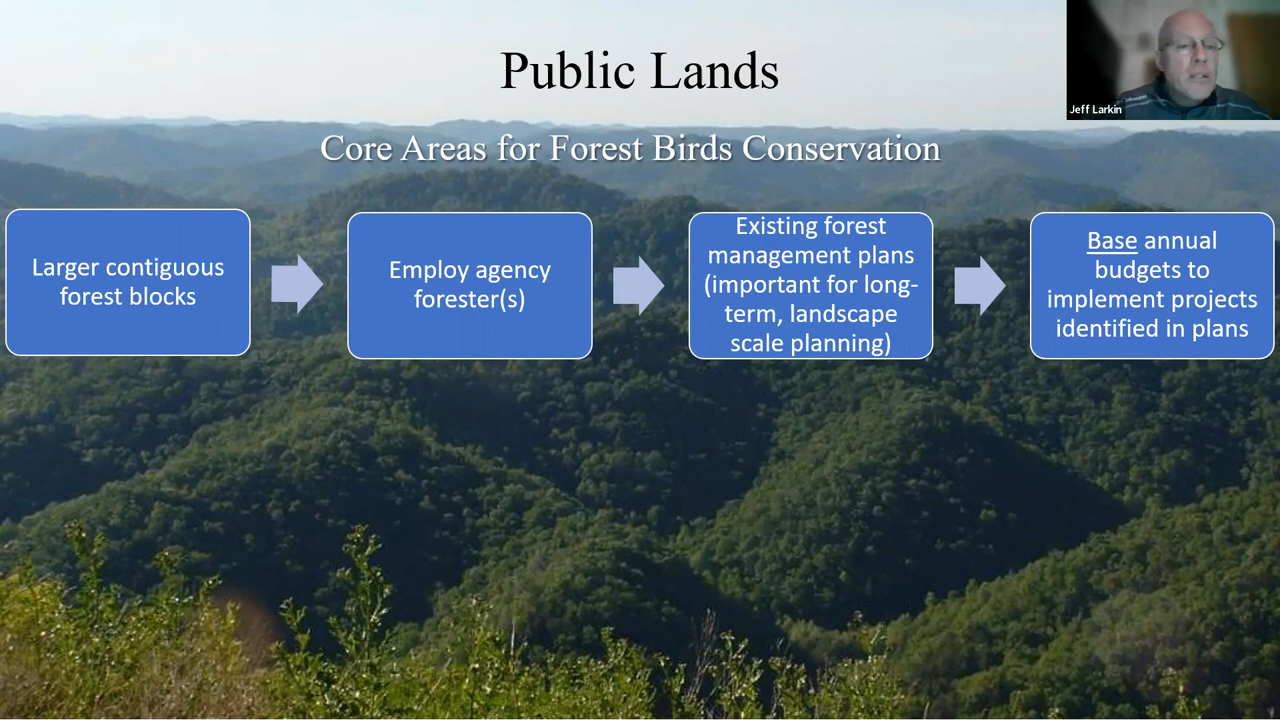 Public Lands
Jeff Larkin
Core Areas for Forest Birds Conservation
Larger contiguous
forest blocks
Employ agency
forester(s)
Existing forest
management plans
(important for long-
term, landscape
scale planning)
Base annual
budgets to
implement projects
identified in plans